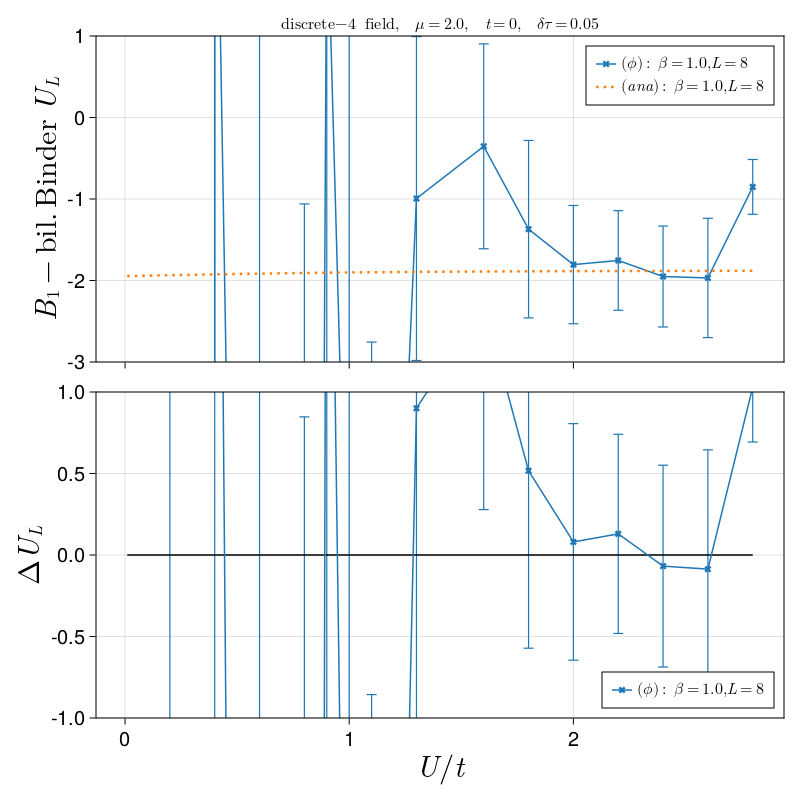 discrete−4 field, μ = 2.0, t = 0, δτ = 0.05
1
0
-1
-2
-3
B₁ − bil. Binder U_L
(ϕ) : β = 1.0,L = 8
(ana) : β = 1.0,L = 8
1.0
0.5
0.0
-0.5
-1.0
Δ U_L
(ϕ) : β = 1.0,L = 8
0 1 2
U/t